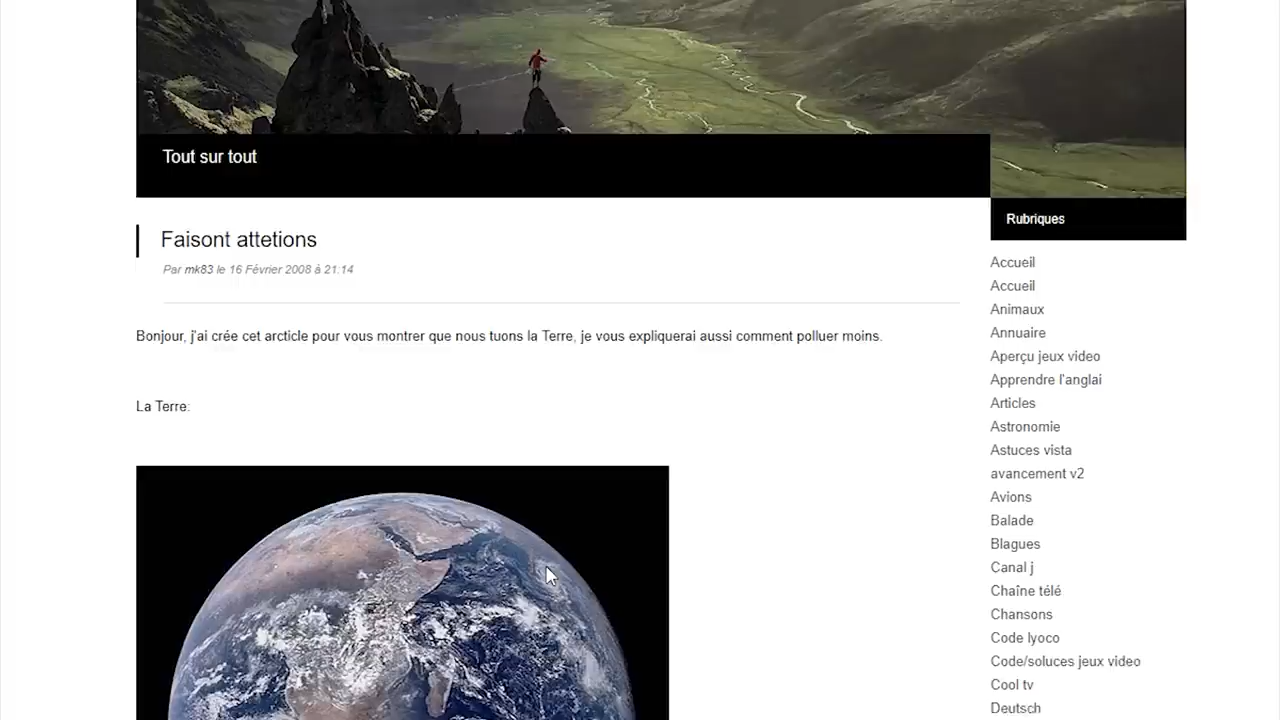 Tout sur tout
Rubriques
Faisont attetions
Par mk83 le 16 Février 2008 à 21:14
Bonjour, j'ai crée cet arcticle pour vous montrer que nous tuons la Terre, je vous expliquerai aussi comment polluer moins.
La Terre:
Accueil
Accueil
Animaux
Annuaire
Aperçu jeux video
Apprendre l'anglai
Articles
Astronomie
Astuces vista
avancement v2
Avions
Balade
Blagues
Canal j
Chaîne télé
Chansons
Code lyoco
Code/soluces jeux video
Cool tv
Deutsch